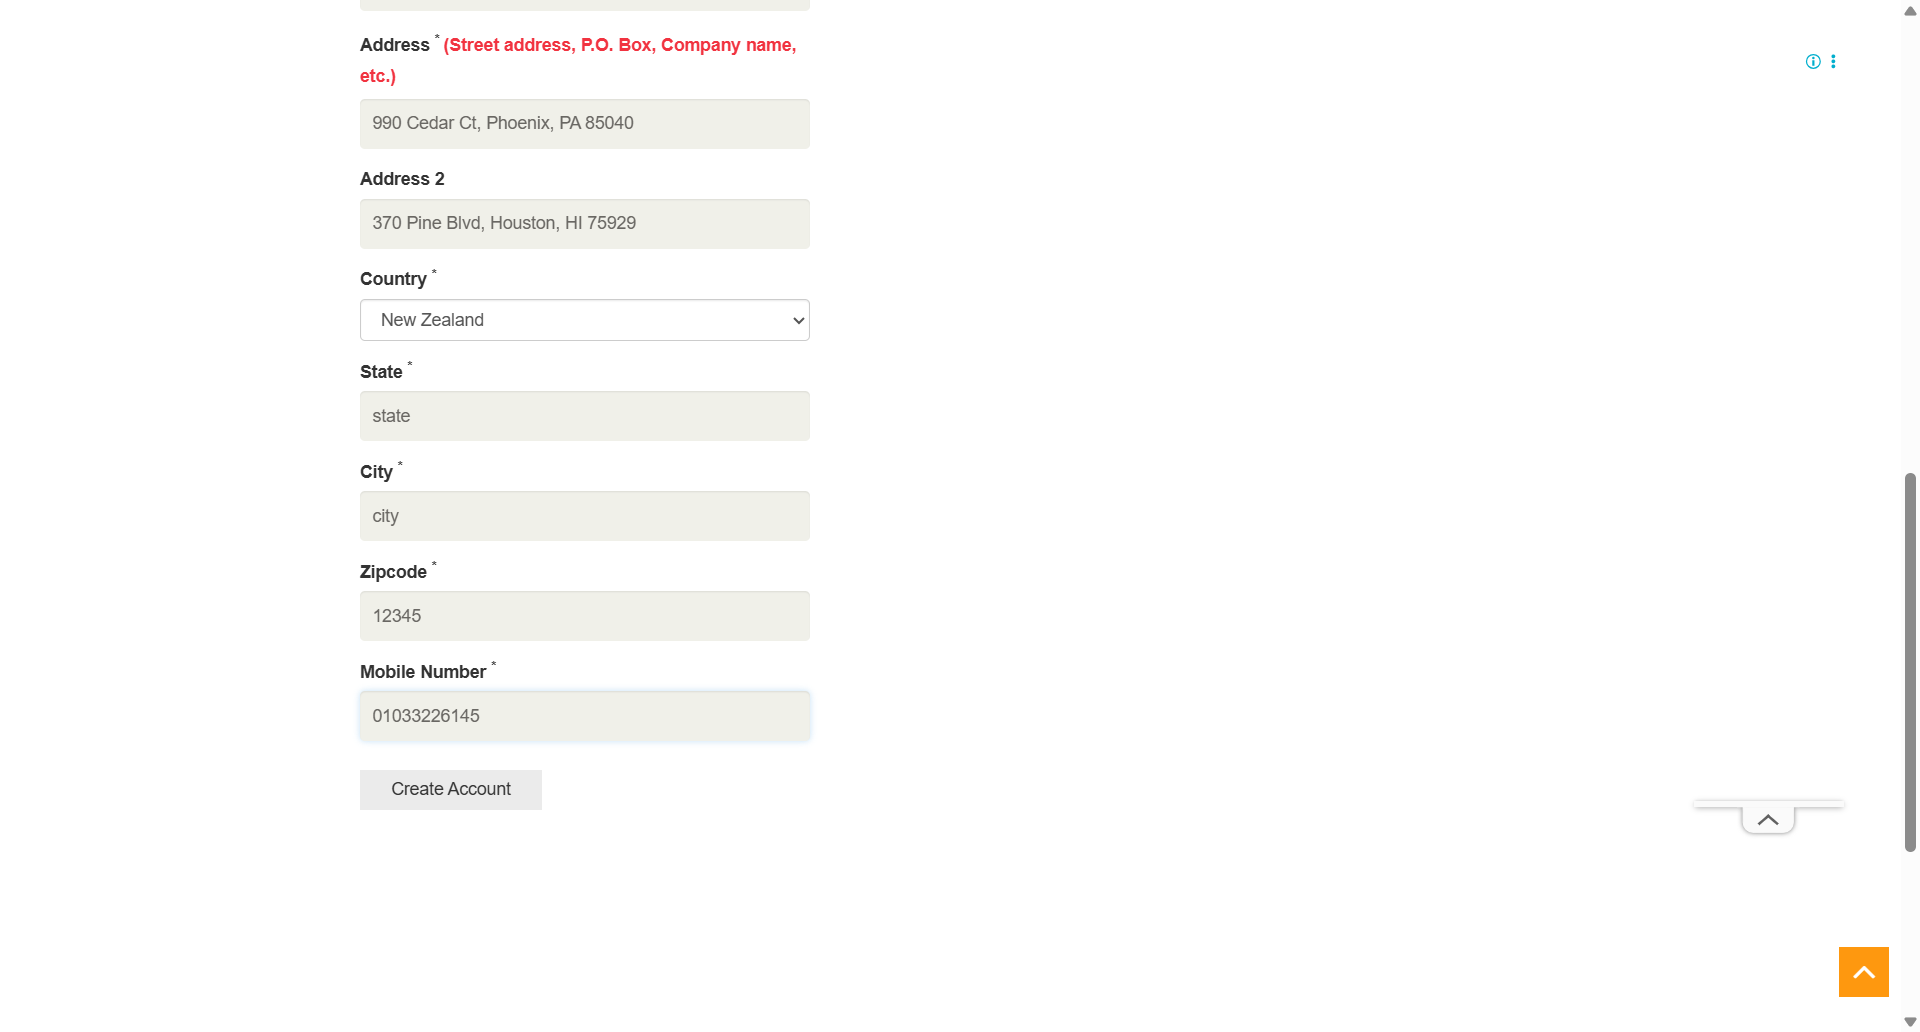 Address * (Street address, P.O. Box, Company name,
etc.)
990 Cedar Ct, Phoenix, PA 85040
Address 2
370 Pine Blvd, Houston, HI 75929
Country *
New Zealand
State *
state
City *
city
Zipcode *
12345
Mobile Number *
01033226145
Create Account